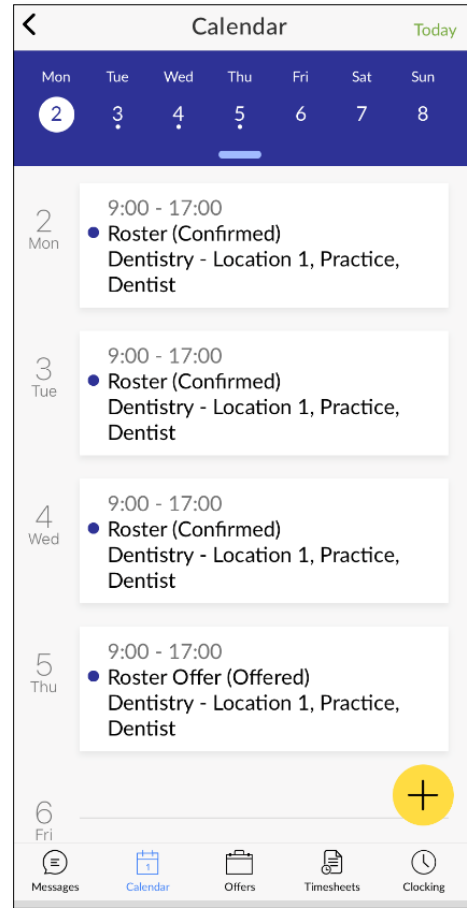 Calendar
Today
Mon Tue Wed Thu Fri Sat Sun
2 3 4 5 6 7 8
2
Mon
9:00 - 17:00
Roster (Confirmed)
Dentistry - Location 1, Practice,
Dentist
3
Tue
9:00 - 17:00
Roster (Confirmed)
Dentistry - Location 1, Practice,
Dentist
4
Wed
9:00 - 17:00
Roster (Confirmed)
Dentistry - Location 1, Practice,
Dentist
5
Thu
9:00 - 17:00
Roster Offer (Offered)
Dentistry - Location 1, Practice,
Dentist
6
Fri
1
Messages Calendar Offers Timesheets Clocking